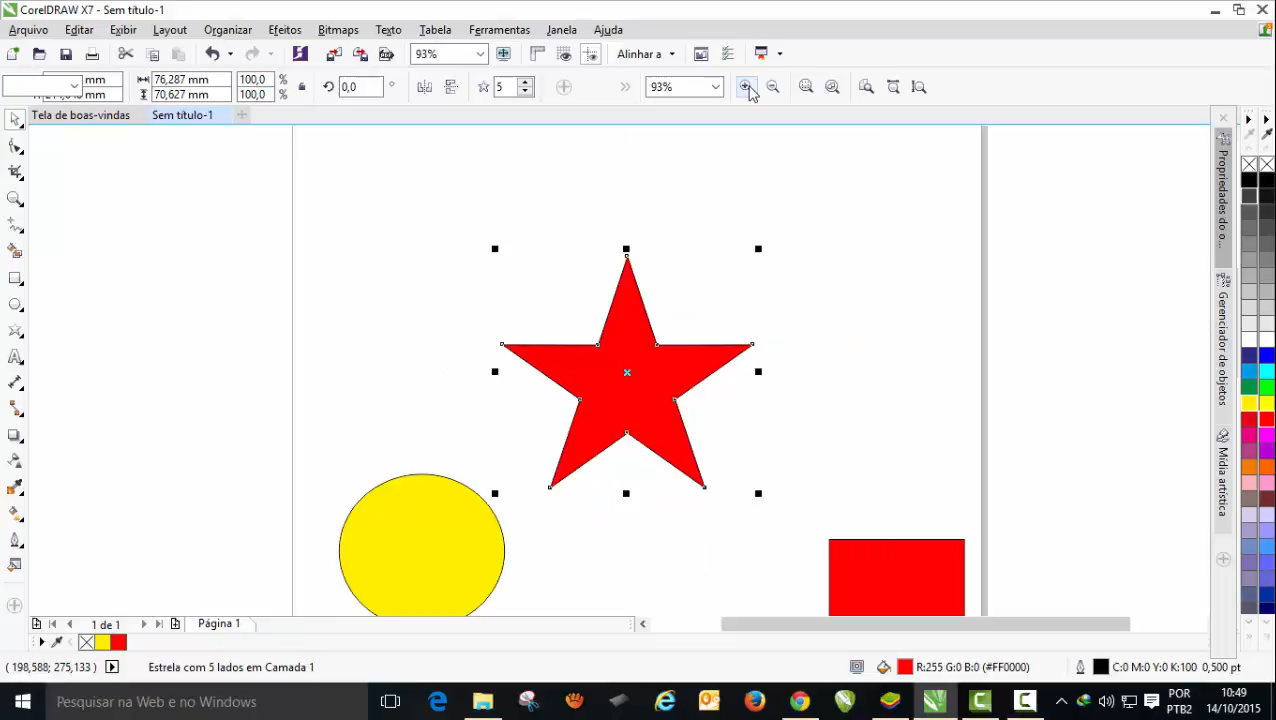 CorelDRAW X7 - Sem título-1
Arquivo Editar Exibir Layout Organizar Efeitos Bitmaps Texto Tabela Ferramentas Janela Ajuda
93% Alinhar a
mm 76,287 mm 100,0 % 0,0 ° 5 93%
mm 70,627 mm 100,0 %
Tela de boas-vindas Sem título-1
Propriedades do o...
Gerenciador de objetos
Mídia artística
1 de 1 Página 1
( 198,588; 275,133 ) Estrela com 5 lados em Camada 1 R:255 G:0 B:0 (#FF0000) C:0 M:0 Y:0 K:100 0,500 pt
Pesquisar na Web e no Windows
POR 10:49
PTB2 14/10/2015